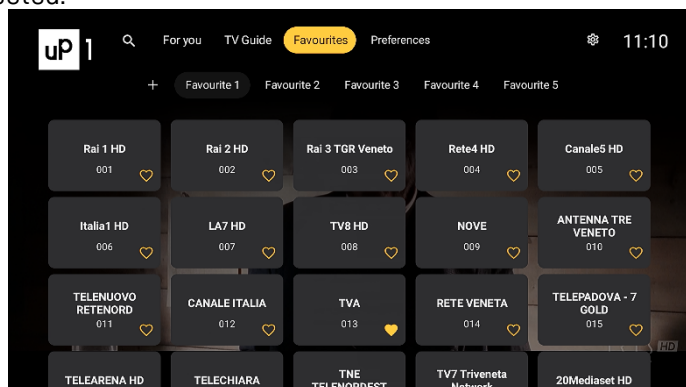 uP 1
For you TV Guide Favourites Preferences
11:10
+ Favourite 1 Favourite 2 Favourite 3 Favourite 4 Favourite 5
Rai 1 HD
001
Rai 2 HD
002
Rai 3 TGR Veneto
003
Rete4 HD
004
Canale5 HD
005
Italia1 HD
006
LA7 HD
007
TV8 HD
008
NOVE
009
ANTENNA TRE
VENETO
010
TELENUOVO
RETENORD
011
CANALE ITALIA
012
TVA
013
RETE VENETA
014
TELEPADOVA - 7
GOLD
015
HD
TELEARENA HD
TELECHIARA
TNE
TELENORDEST
TV7 Triveneta
Network
20Mediaset HD